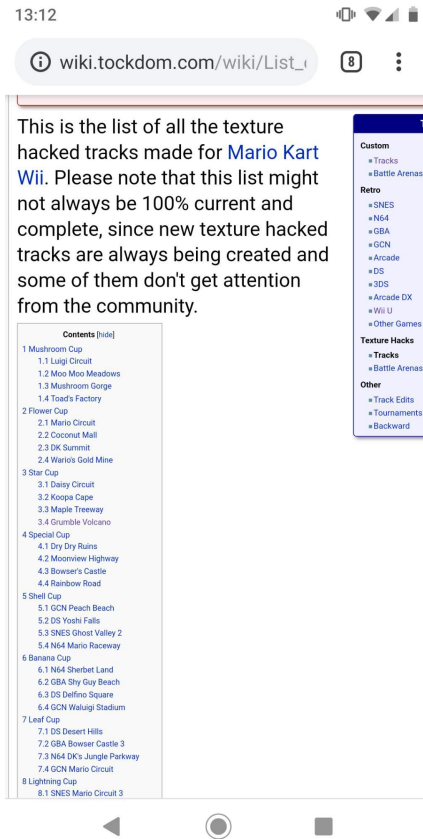 13:12
wiki.tockdom.com/wiki/List_
8
This is the list of all the texture
hacked tracks made for Mario Kart
Wii. Please note that this list might
not always be 100% current and
complete, since new texture hacked
tracks are always being created and
some of them don't get attention
from the community.
Contents [hide]
1 Mushroom Cup
1.1 Luigi Circuit
1.2 Moo Moo Meadows
1.3 Mushroom Gorge
1.4 Toad's Factory
2 Flower Cup
2.1 Mario Circuit
2.2 Coconut Mall
2.3 DK Summit
2.4 Wario's Gold Mine
3 Star Cup
3.1 Daisy Circuit
3.2 Koopa Cape
3.3 Maple Treeway
3.4 Grumble Volcano
4 Special Cup
4.1 Dry Dry Ruins
4.2 Moonview Highway
4.3 Bowser's Castle
4.4 Rainbow Road
5 Shell Cup
5.1 GCN Peach Beach
5.2 DS Yoshi Falls
5.3 SNES Ghost Valley 2
5.4 N64 Mario Raceway
6 Banana Cup
6.1 N64 Sherbet Land
6.2 GBA Shy Guy Beach
6.3 DS Delfino Square
6.4 GCN Waluigi Stadium
7 Leaf Cup
7.1 DS Desert Hills
7.2 GBA Bowser Castle 3
7.3 N64 DK's Jungle Parkway
7.4 GCN Mario Circuit
8 Lightning Cup
8.1 SNES Mario Circuit 3
Custom
Tracks
Battle Arenas
Retro
SNES
N64
GBA
GCN
Arcade
DS
3DS
Arcade DX
Wii U
Other Games
Texture Hacks
Tracks
Battle Arenas
Other
Track Edits
Tournaments
Backward